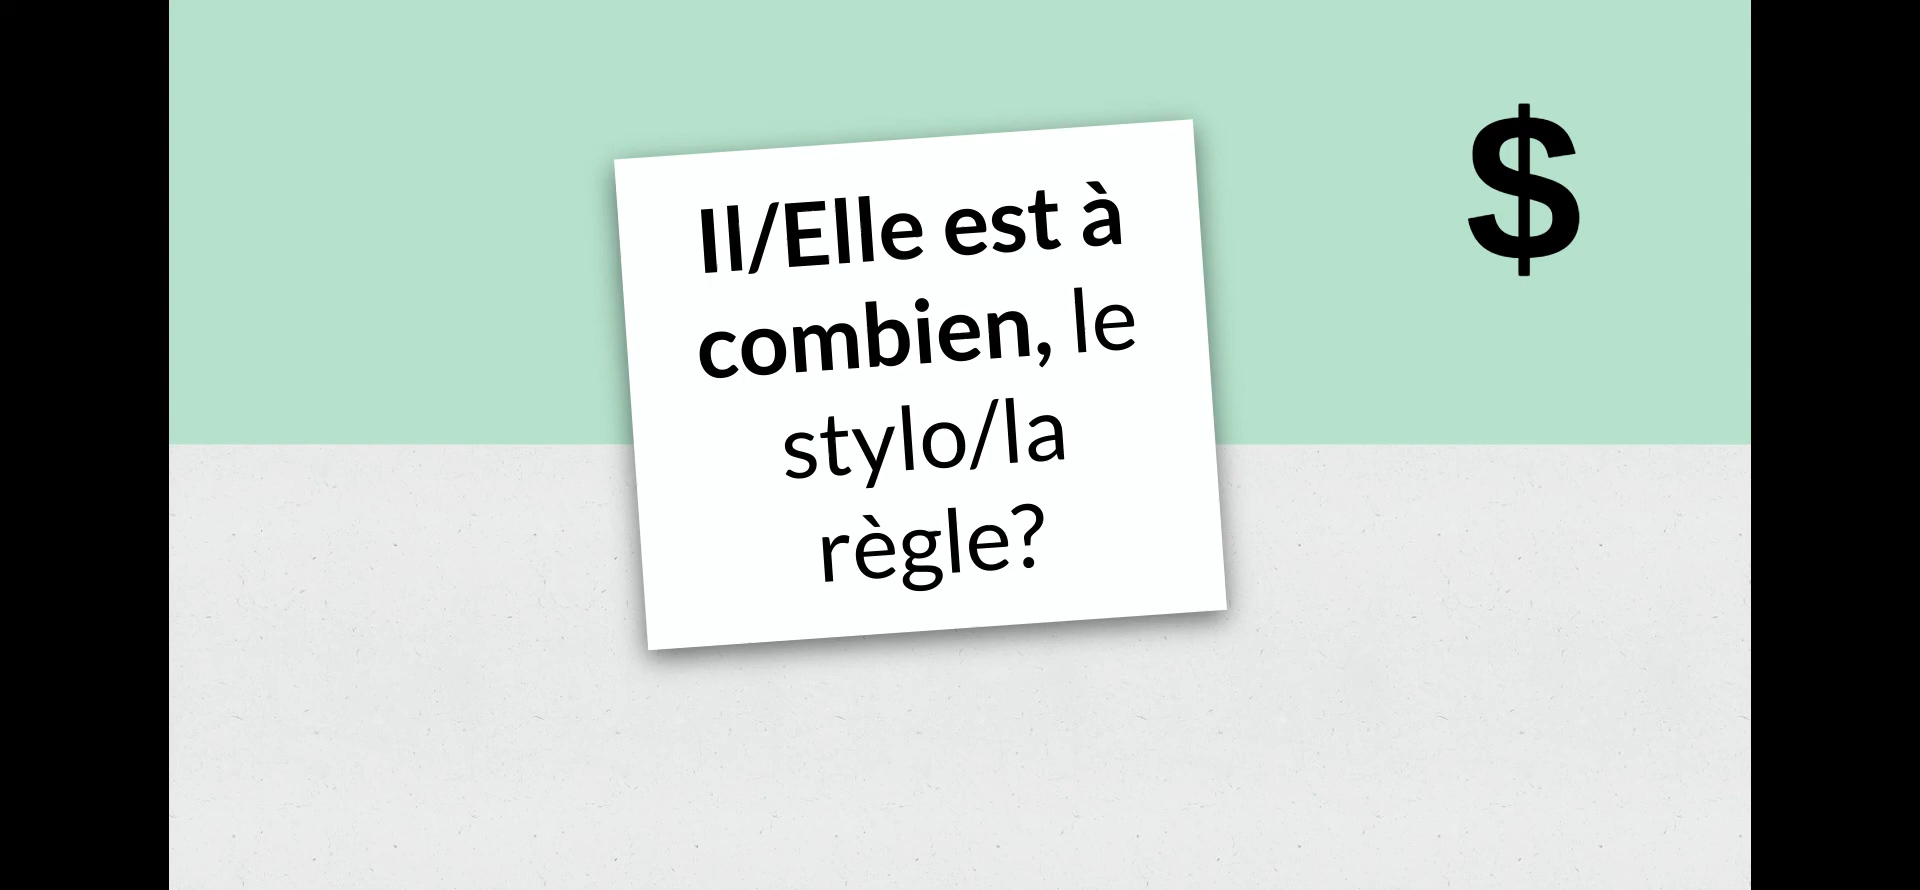 Il/Elle est à
combien, le
stylo/la
règle?
$